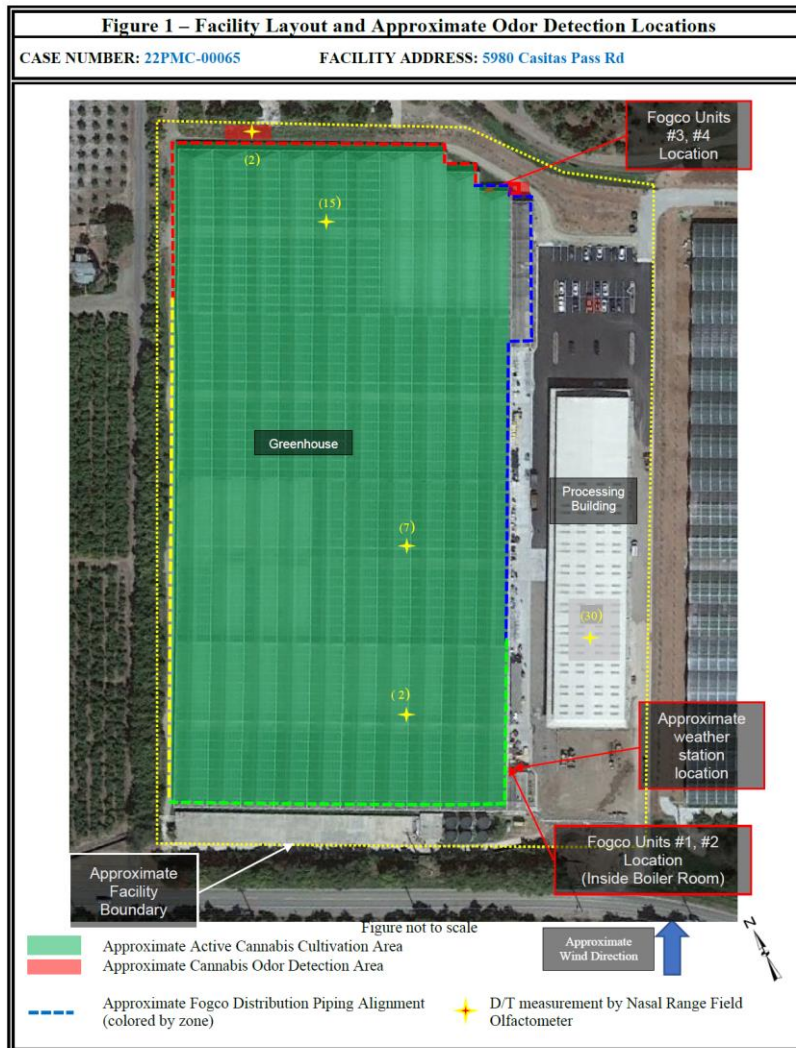 Figure 1 – Facility Layout and Approximate Odor Detection Locations
CASE NUMBER: 22PMC-00065 FACILITY ADDRESS: 5980 Casitas Pass Rd
Fogco Units
#3, #4
Location
(2)
(15)
Greenhouse
Processing
Building
(7)
(30)
(2)
Approximate
weather
station
location
Fogco Units #1, #2
Location
(Inside Boiler Room)
Approximate
Facility
Boundary
Figure not to scale
Approximate Active Cannabis Cultivation Area
Approximate Cannabis Odor Detection Area
Approximate
Wind Direction
Z
Approximate Fogco Distribution Piping Alignment
(colored by zone)
D/T measurement by Nasal Range Field
Olfactometer